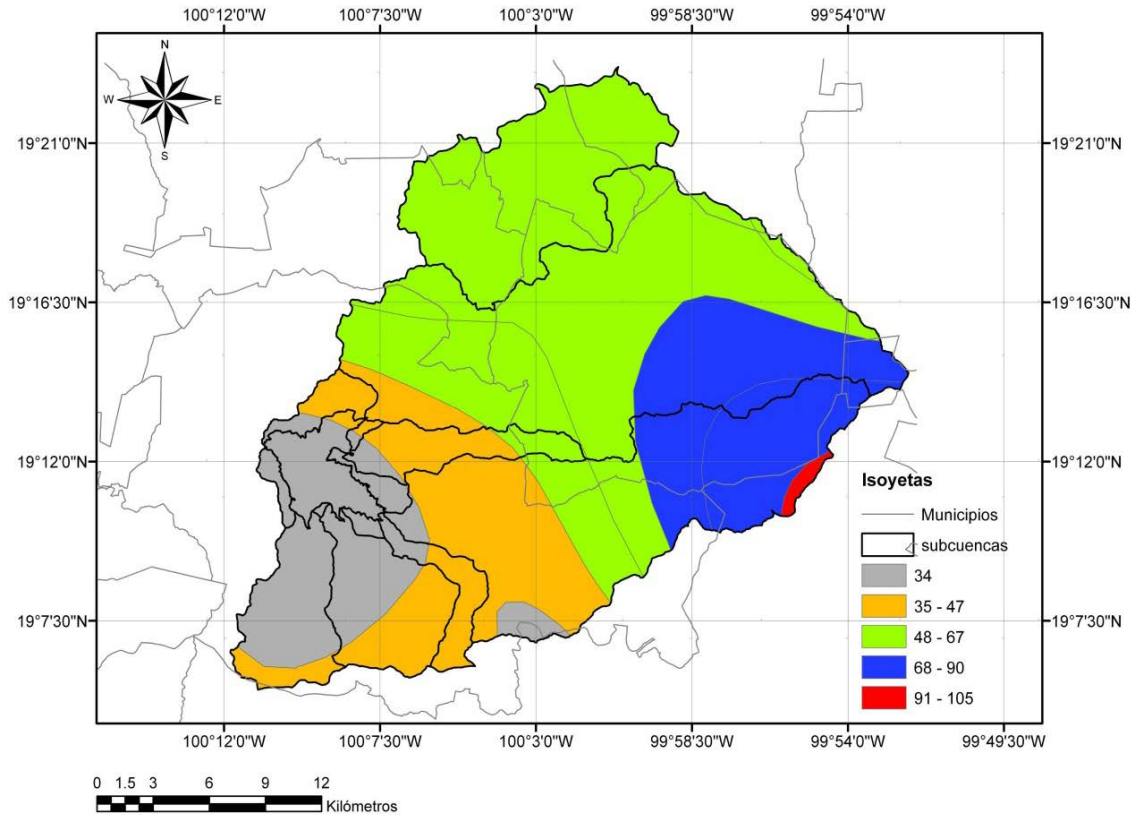 100°12'0"W 100°7'30"W 100°3'0"W 99°58'30"W 99°54'0"W
N
W E
S
19°21'0"N 19°21'0"N
19°16'30"N 19°16'30"N
19°12'0"N 19°12'0"N
Isoyetas
Municipios
subcuencas
34
35 - 47
19°7'30"N 19°7'30"N
48 - 67
68 - 90
91 - 105
100°12'0"W 100°7'30"W 100°3'0"W 99°58'30"W 99°54'0"W 99°49'30"W
0 1.5 3 6 9 12
Kilómetros